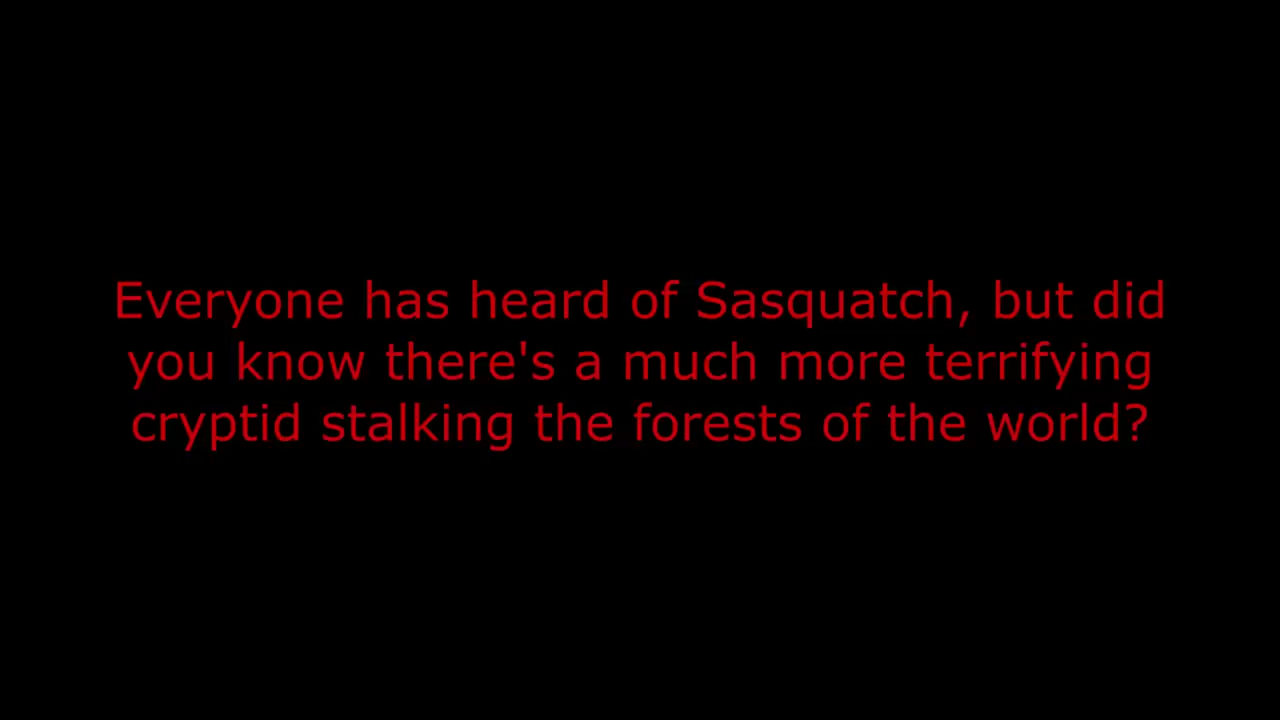 Everyone has heard of Sasquatch, but did
you know there's a much more terrifying
cryptid stalking the forests of the world?